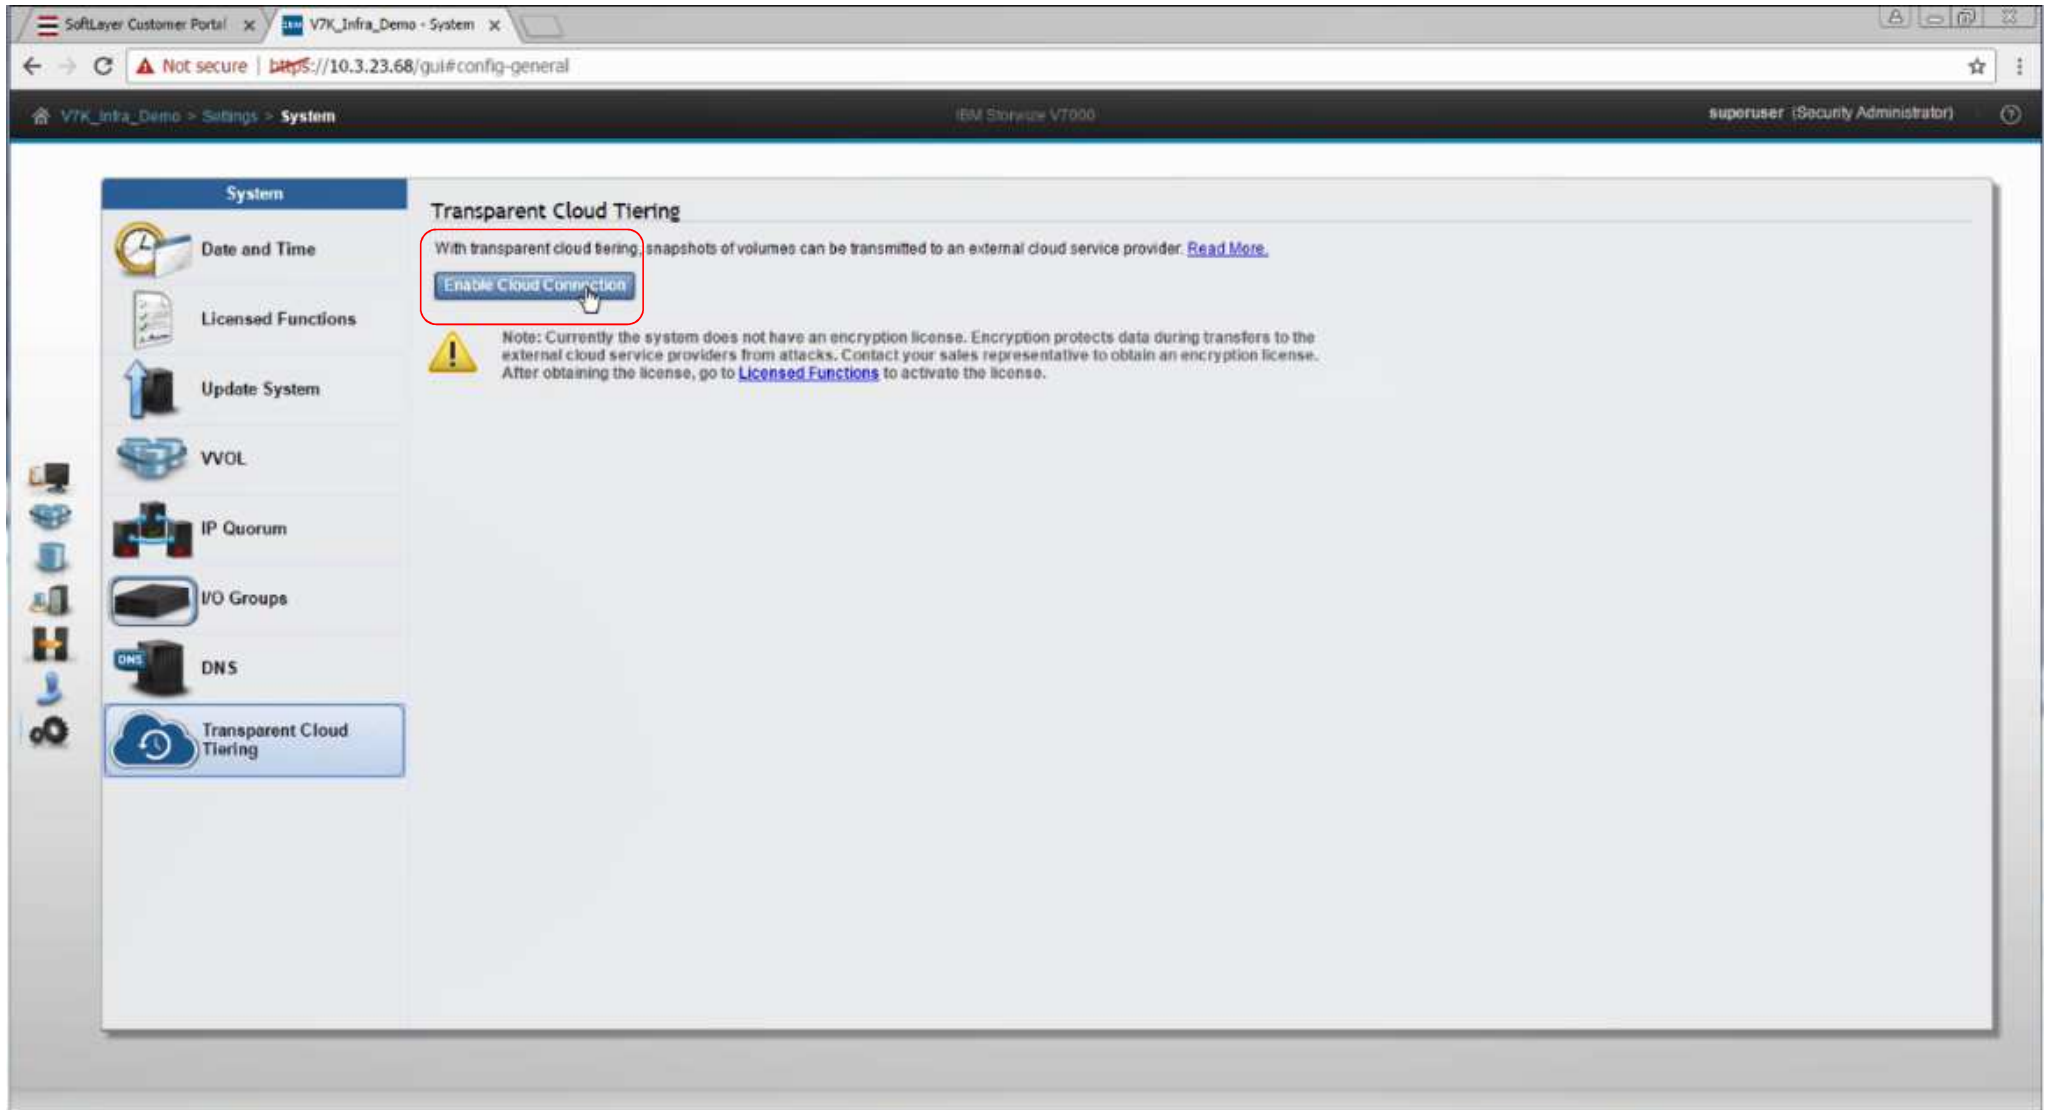 SoftLayer Customer Portal
V7K_Infra_Demo - System
Not secure | https://10.3.23.68/gui#config-general
V7K_Infra_Demo > Settings > System
IBM Storwize V7000
superuser (Security Administrator)
System
Date and Time
Licensed Functions
Update System
VVOL
IP Quorum
I/O Groups
DNS
DNS
Transparent Cloud
Tiering
Transparent Cloud Tiering
With transparent cloud tiering, snapshots of volumes can be transmitted to an external cloud service provider. Read More.
Enable Cloud Connection
Note: Currently the system does not have an encryption license. Encryption protects data during transfers to the
external cloud service providers from attacks. Contact your sales representative to obtain an encryption license.
After obtaining the license, go to Licensed Functions to activate the license.